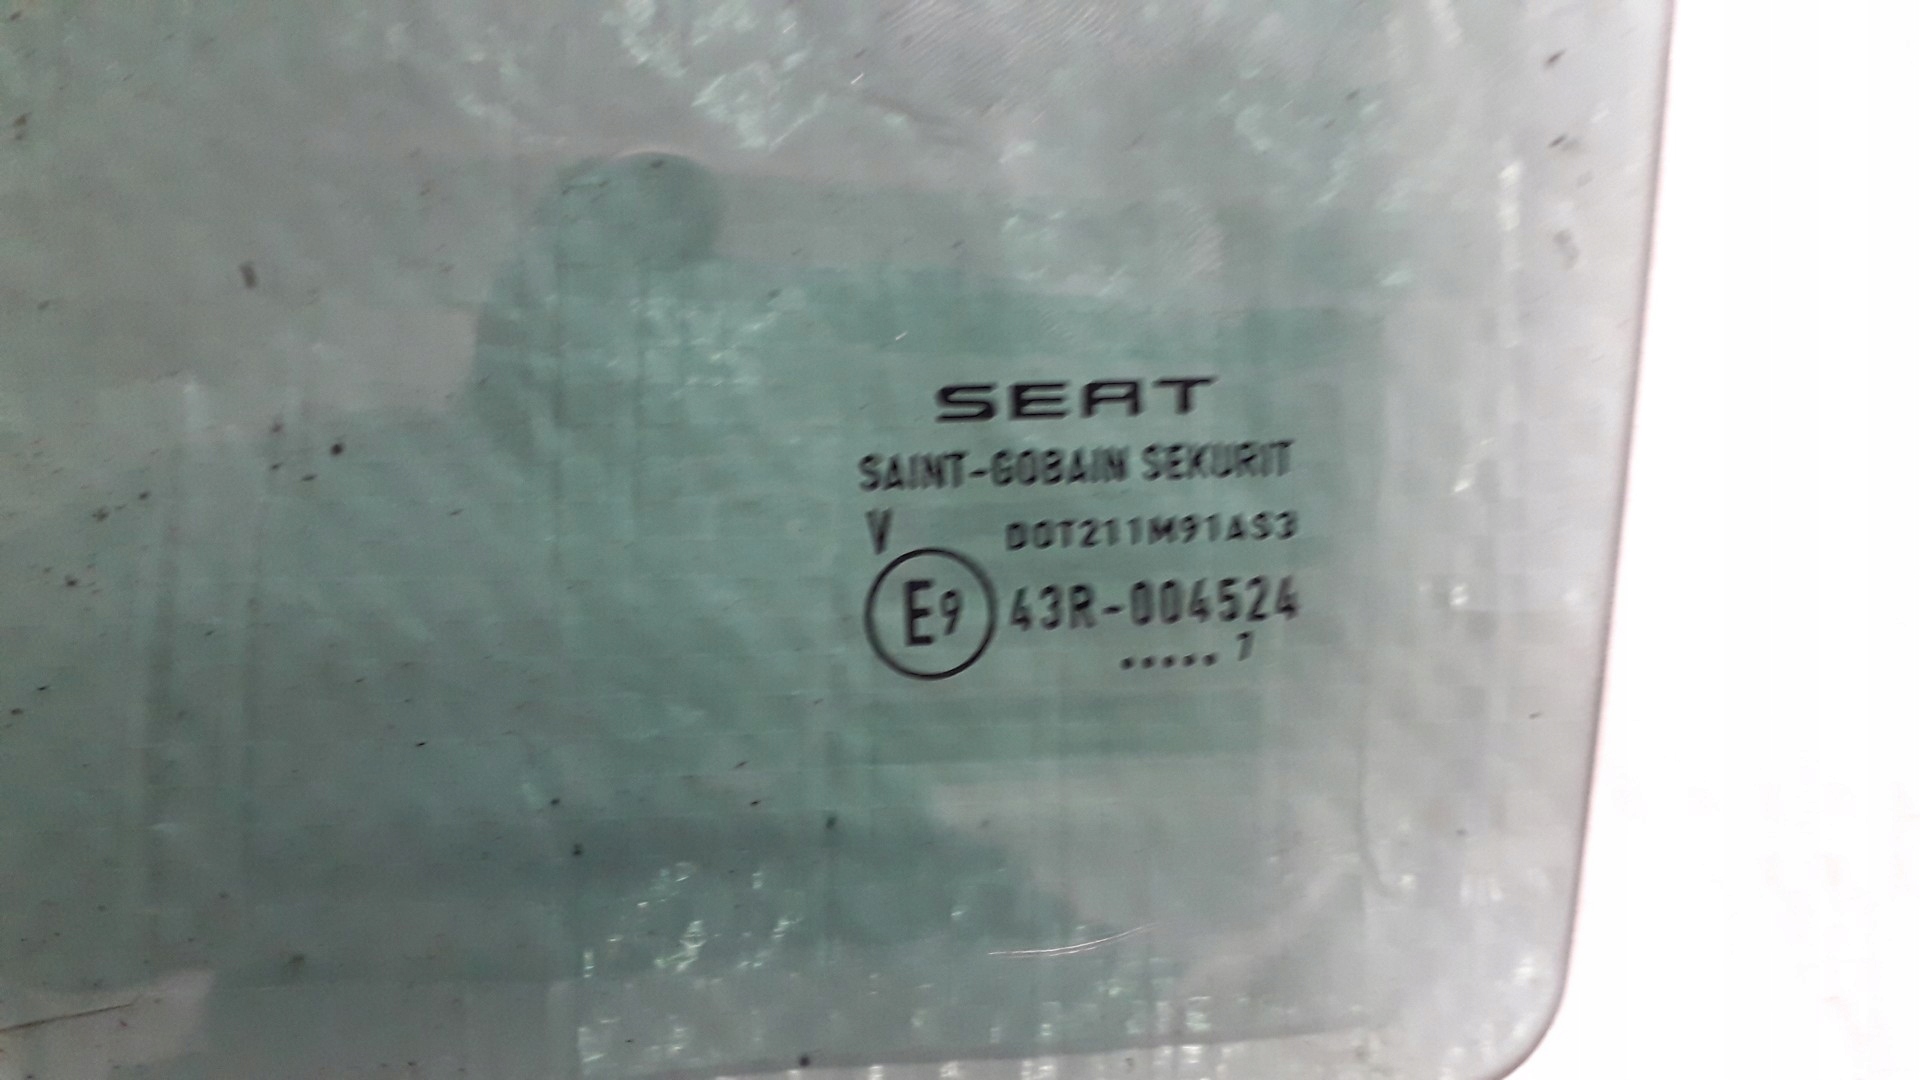 SEAT
SAINT-GOBAIN SEKURIT
V DOT211M91AS3
E9 43R-004524
..... 7